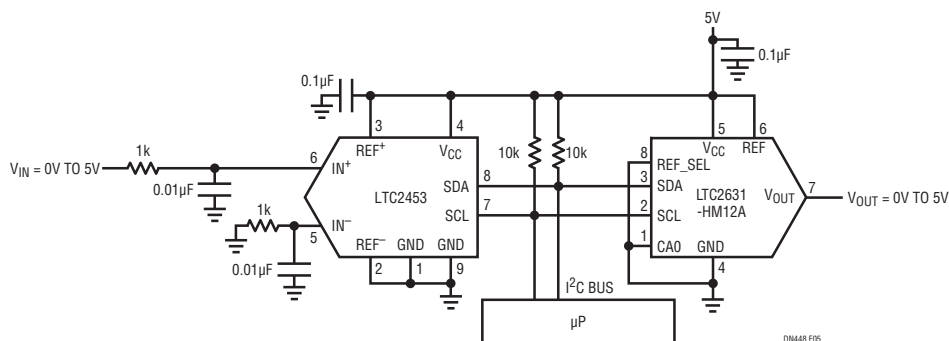 5V
0.1µF
0.1µF
3
4
5
6
REF+
VCC
VCC
REF
1k
10k
10k
8
REF_SEL
VIN = 0V TO 5V
6
IN+
0.01µF
LTC2453
SDA
8
3
SDA
LTC2631
-HM12A
VOUT
7
VOUT = 0V TO 5V
SCL
7
2
SCL
1k
IN–
5
REF–
GND
GND
1
CA0
GND
0.01µF
2
1
9
4
I2C BUS
µP
DN448 F05